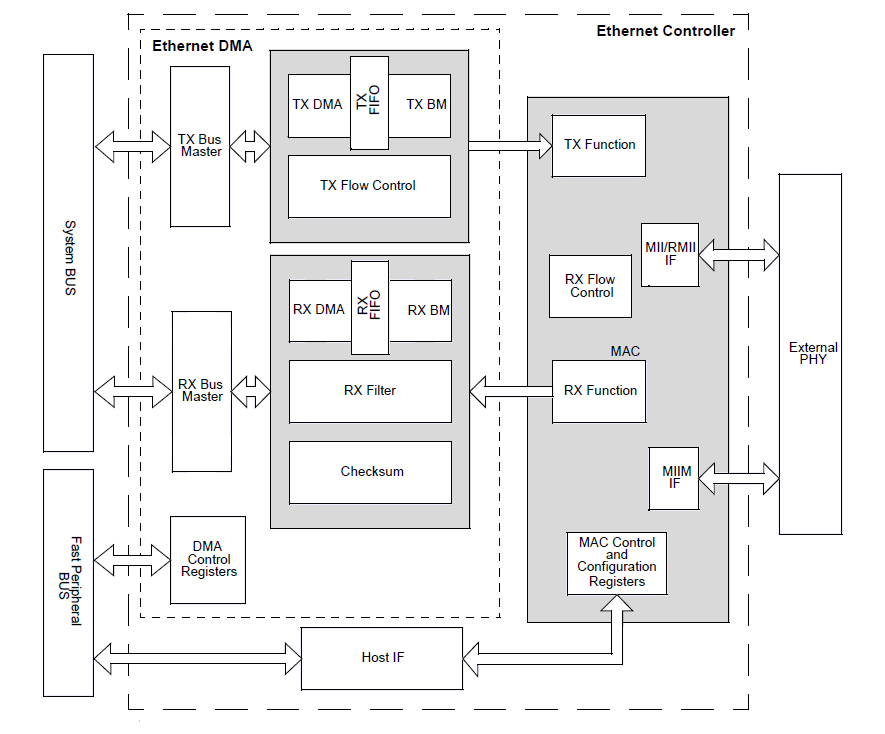 Ethernet DMA
Ethernet Controller
System BUS
TX Bus
Master
TX DMA
TX
FIFO
TX BM
TX Flow Control
TX Function
MII/RMII
IF
RX Flow
Control
MAC
RX Function
RX Bus
Master
RX DMA
RX
FIFO
RX BM
RX Filter
Checksum
External
PHY
MIIM
IF
MAC Control
and
Configuration
Registers
Fast Peripheral
BUS
DMA
Control
Registers
Host IF